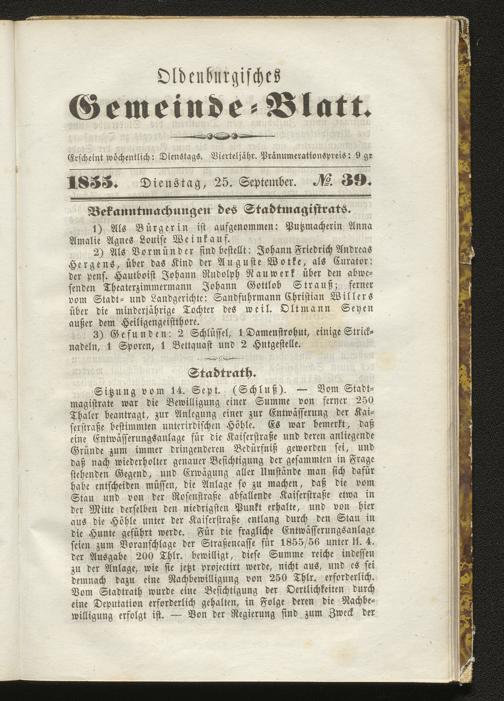 Oldenburgisches
Gemeinde-Blatt.
Erscheint wöchentlich: Dienstags. Vierteljähr. Pränumerationspreis: 9 gr
1855. Dienstag, 25. September. № 39.
Bekanntmachungen des Stadtmagistrats.
1) Als Bürgerin ist aufgenommen: Putzmacherin Anna
Amalie Agnes Louise Weinkauf.
2) Als Vormünder sind bestellt: Johann Friedrich Andreas
Hergens, über das Kind der Auguste Wotke, als Curator:
der pens. Hautboist Johann Rudolph Rauwerk über den abwe-
senden Theaterzimmermann Johann Gottlob Strauß; ferner
vom Stadt- und Landgerichte: Sandfuhrmann Christian Willers
über die minderjährige Tochter des weil. Oltmann Seyen
außer dem Heiligengeistthore.
3) Gefunden: 2 Schlüssel, 1 Damenstrohut, einige Strick-
nadeln, 1 Sporen, 1 Bettquast und 2 Hutgestelle.
Stadtrath.
Sitzung vom 14. Sept. (Schluß). — Vom Stadt-
magistrate war die Bewilligung einer Summe von ferner 250
Thaler beantragt, zur Anlegung einer zur Entwässerung der Kai-
serstraße bestimmten unterirdischen Höhle. Es war bemerkt, daß
eine Entwässerungsanlage für die Kaiserstraße und deren anliegende
Gründe zum immer dringenderen Bedürfniß geworden sei, und
daß nach wiederholter genauer Besichtigung der gesammten in Frage
stehenden Gegend, und Erwägung aller Umstände man sich dafür
habe entscheiden müssen, die Anlage so zu machen, daß die vom
Stau und von der Rosenstraße abfallende Kaiserstraße etwa in
der Mitte derselben den niedrigsten Punkt erhalte, und von hier
aus die Höhle unter der Kaiserstraße entlang durch den Stau in
die Hunte geführt werde. Für die fragliche Entwässerungsanlage
seien zum Voranschlage der Straßencasse für 1855/56 unter II. 4.
der Ausgabe 200 Thlr. bewilligt, diese Summe reiche indessen
zu der Anlage, wie sie jetzt projectirt werde, nicht aus, und es sei
demnach dazu eine Nachbewilligung von 250 Thlr. erforderlich.
Vom Stadtrath wurde eine Besichtigung der Oertlichkeiten durch
eine Deputation erforderlich gehalten, in Folge deren die Nachbe-
willigung erfolgt ist. — Von der Regierung sind zum Zweck der